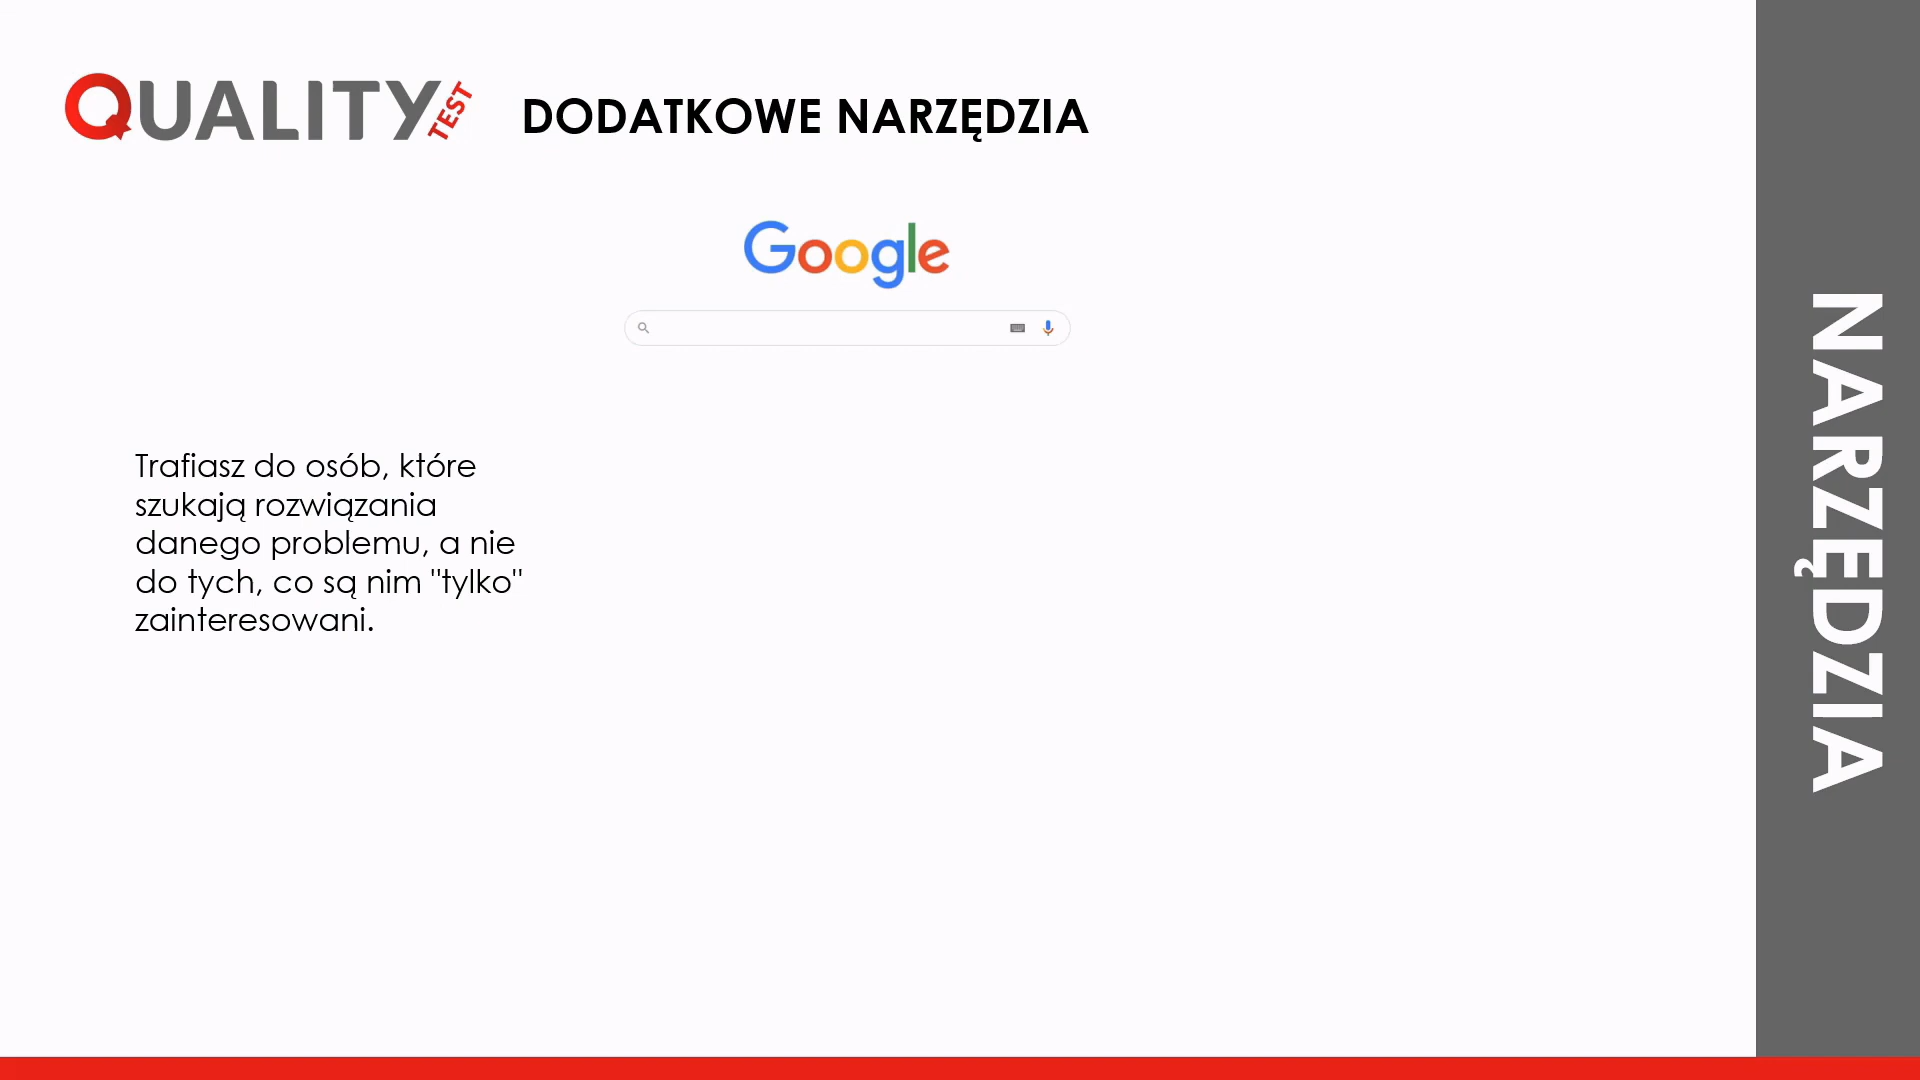 QUALITY TEST
DODATKOWE NARZĘDZIA
Google
Trafiasz do osób, które
szukają rozwiązania
danego problemu, a nie
do tych, co są nim "tylko"
zainteresowani.
NARZĘDZIA